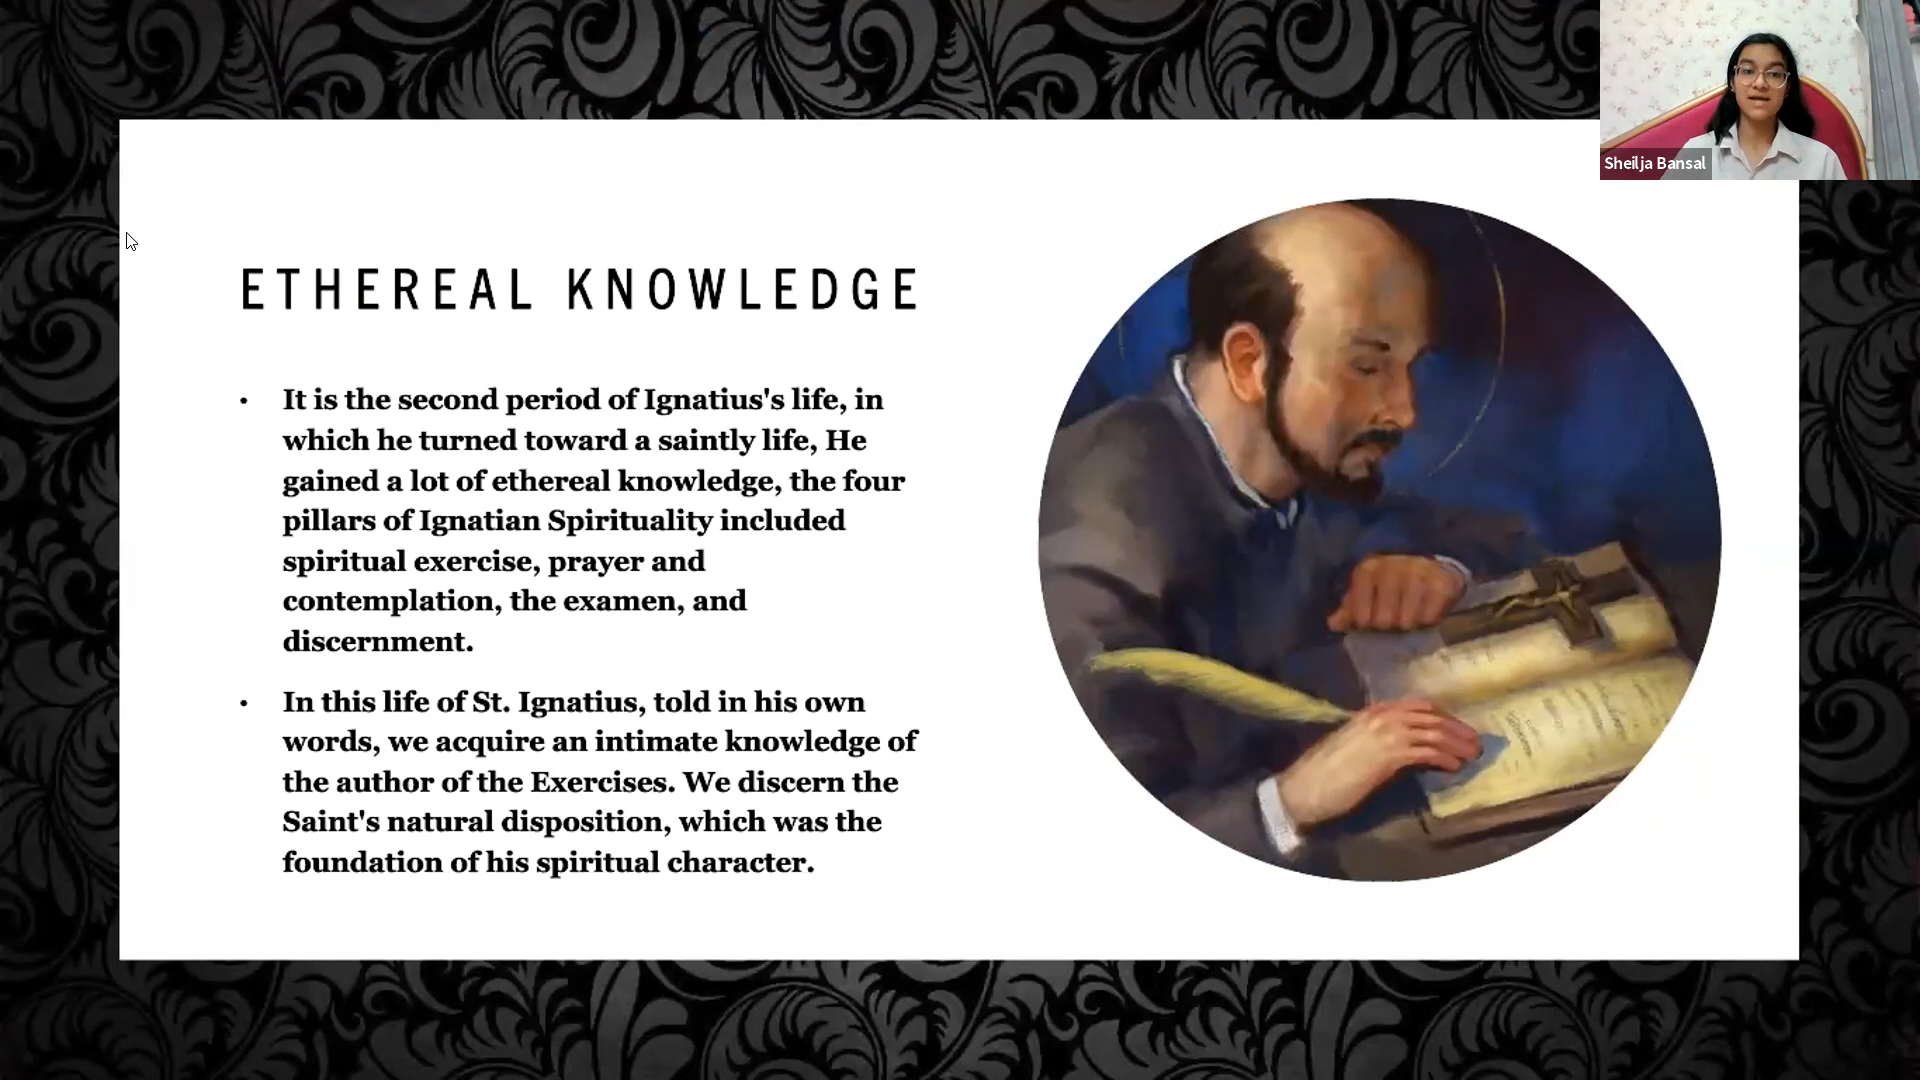 Sheilja Bansal
ETHEREAL KNOWLEDGE
• It is the second period of Ignatius's life, in
which he turned toward a saintly life, He
gained a lot of ethereal knowledge, the four
pillars of Ignatian Spirituality included
spiritual exercise, prayer and
contemplation, the examen, and
discernment.
• In this life of St. Ignatius, told in his own
words, we acquire an intimate knowledge of
the author of the Exercises. We discern the
Saint's natural disposition, which was the
foundation of his spiritual character.